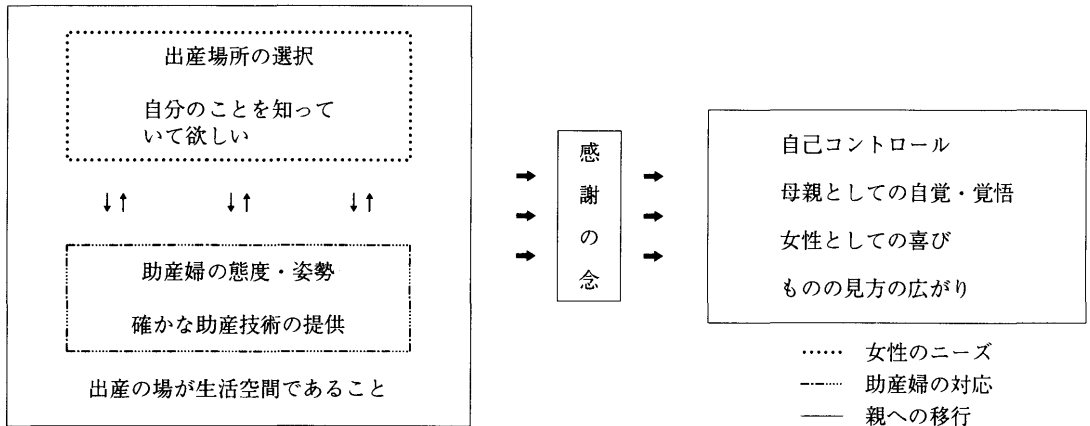 出産場所の選択
自分のことを知って
いて欲しい
助産婦の態度・姿勢
確かな助産技術の提供
出産の場が生活空間であること
感謝の念
自己コントロール
母親としての自覚・覚悟
女性としての喜び
ものの見方の広がり
女性のニーズ
助産婦の対応
親への移行